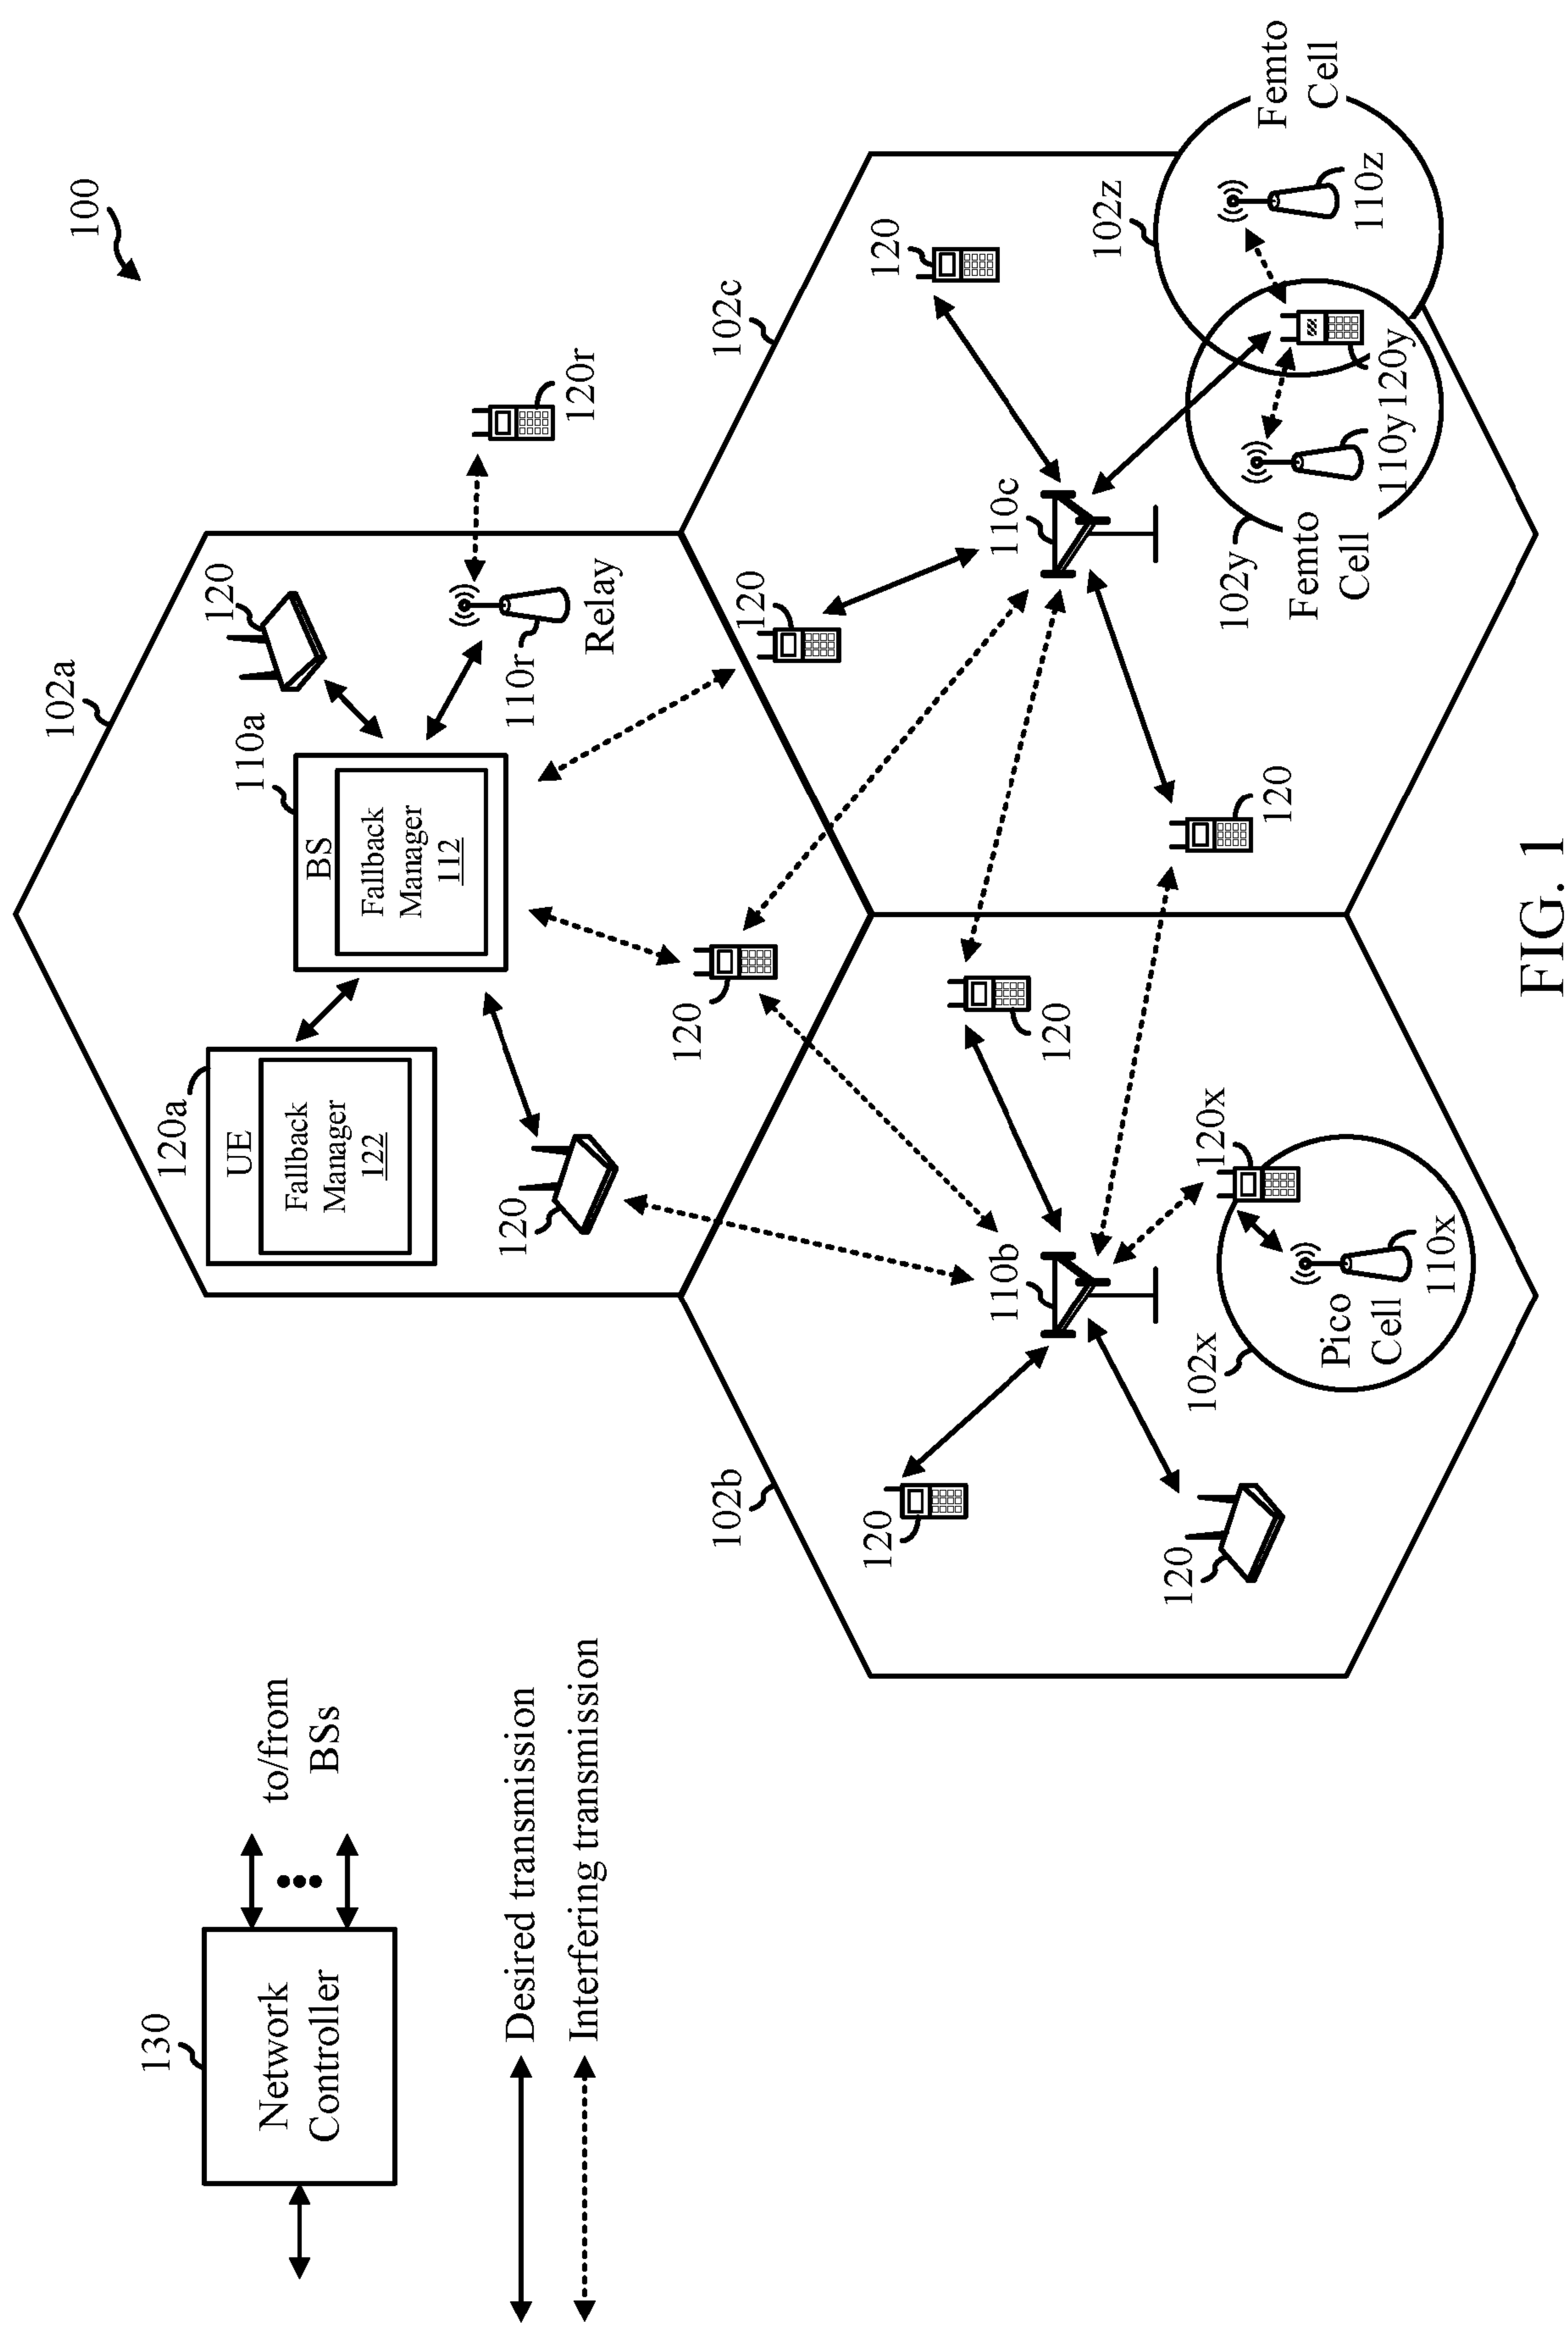 100
130
Network
Controller
to/from
BSs
Desired transmission
Interfering transmission
102a
120a
UE
Fallback
Manager
122
110a
BS
Fallback
Manager
112
120
120
110r
Relay
120r
120
102b
120
120
110b
120
102x
Pico
Cell
110x
120x
102c
120
120
110c
120
102y
Femto
Cell
110y
120y
102z
110z
Femto
Cell
FIG. 1